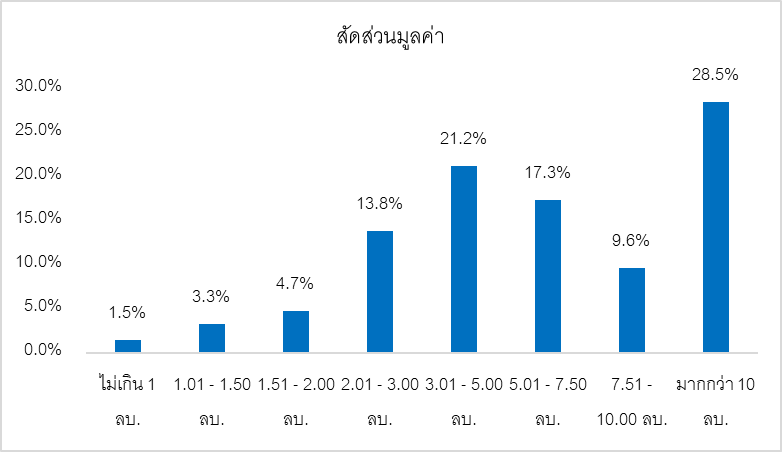 สัดส่วนมูลค่า
30.0%
25.0%
20.0%
15.0%
10.0%
5.0%
0.0%
1.5%
3.3%
4.7%
13.8%
21.2%
17.3%
9.6%
28.5%
ไม่เกิน 1
ลบ.
1.01 - 1.50
ลบ.
1.51 - 2.00
ลบ.
2.01 - 3.00
ลบ.
3.01 - 5.00
ลบ.
5.01 - 7.50
ลบ.
7.51 -
10.00 ลบ.
มากกว่า 10
ลบ.